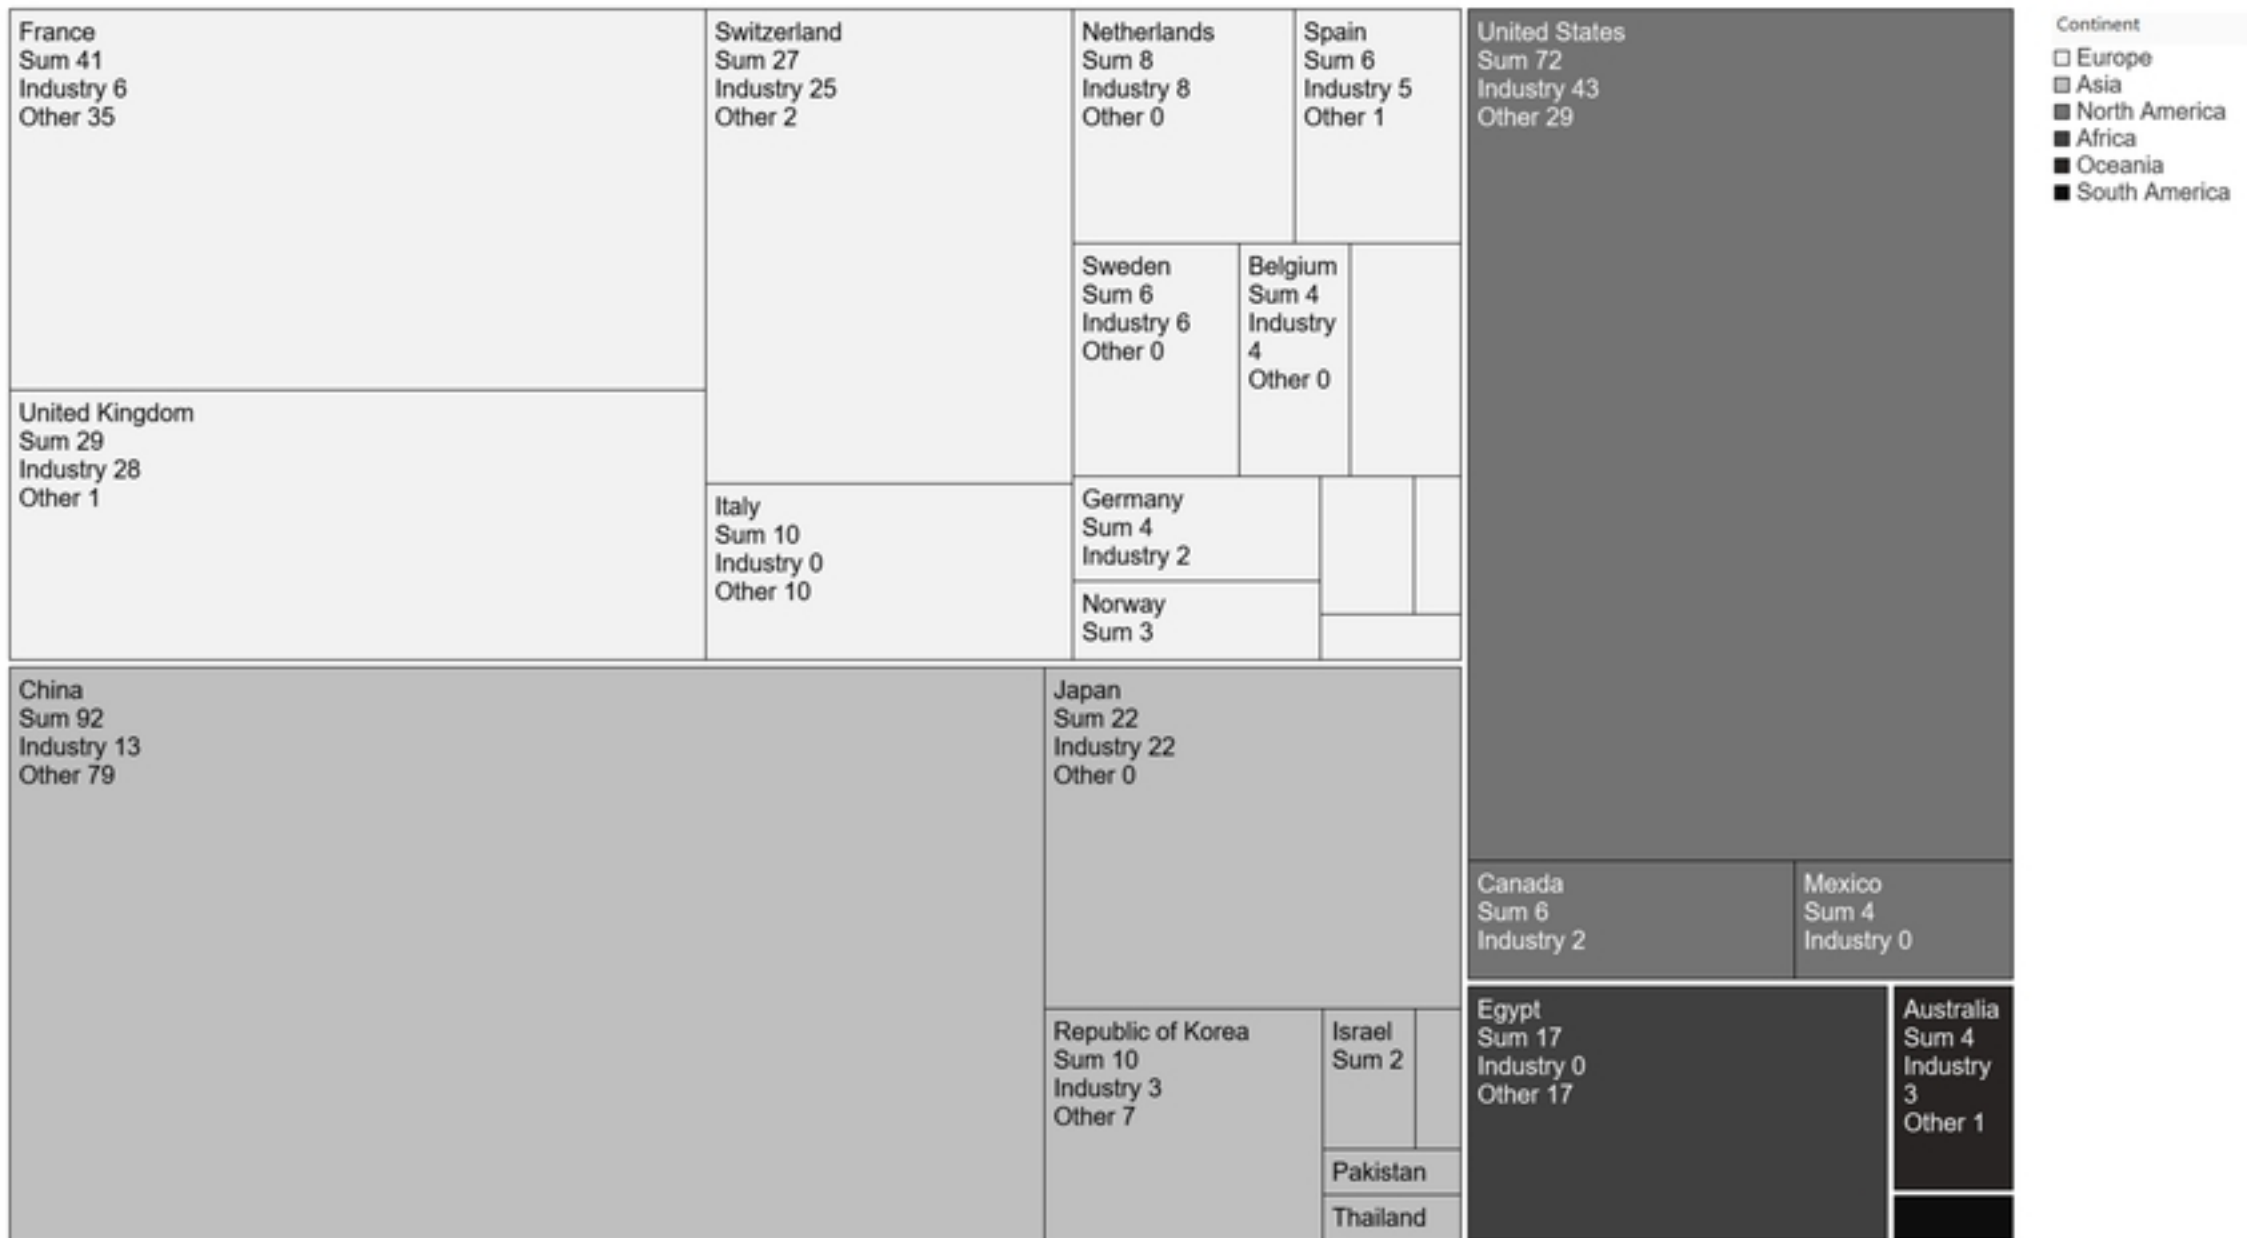 France
Sum 41
Industry 6
Other 35
Switzerland
Sum 27
Industry 25
Other 2
Netherlands
Sum 8
Industry 8
Other 0
Spain
Sum 6
Industry 5
Other 1
United States
Sum 72
Industry 43
Other 29
Continent
Europe
Asia
North America
Africa
Oceania
South America
Sweden
Sum 6
Industry 6
Other 0
Belgium
Sum 4
Industry
4
Other 0
United Kingdom
Sum 29
Industry 28
Other 1
Italy
Sum 10
Industry 0
Other 10
Germany
Sum 4
Industry 2
Norway
Sum 3
China
Sum 92
Industry 13
Other 79
Japan
Sum 22
Industry 22
Other 0
Republic of Korea
Sum 10
Industry 3
Other 7
Israel
Sum 2
Pakistan
Thailand
Canada
Sum 6
Industry 2
Mexico
Sum 4
Industry 0
Egypt
Sum 17
Industry 0
Other 17
Australia
Sum 4
Industry
3
Other 1